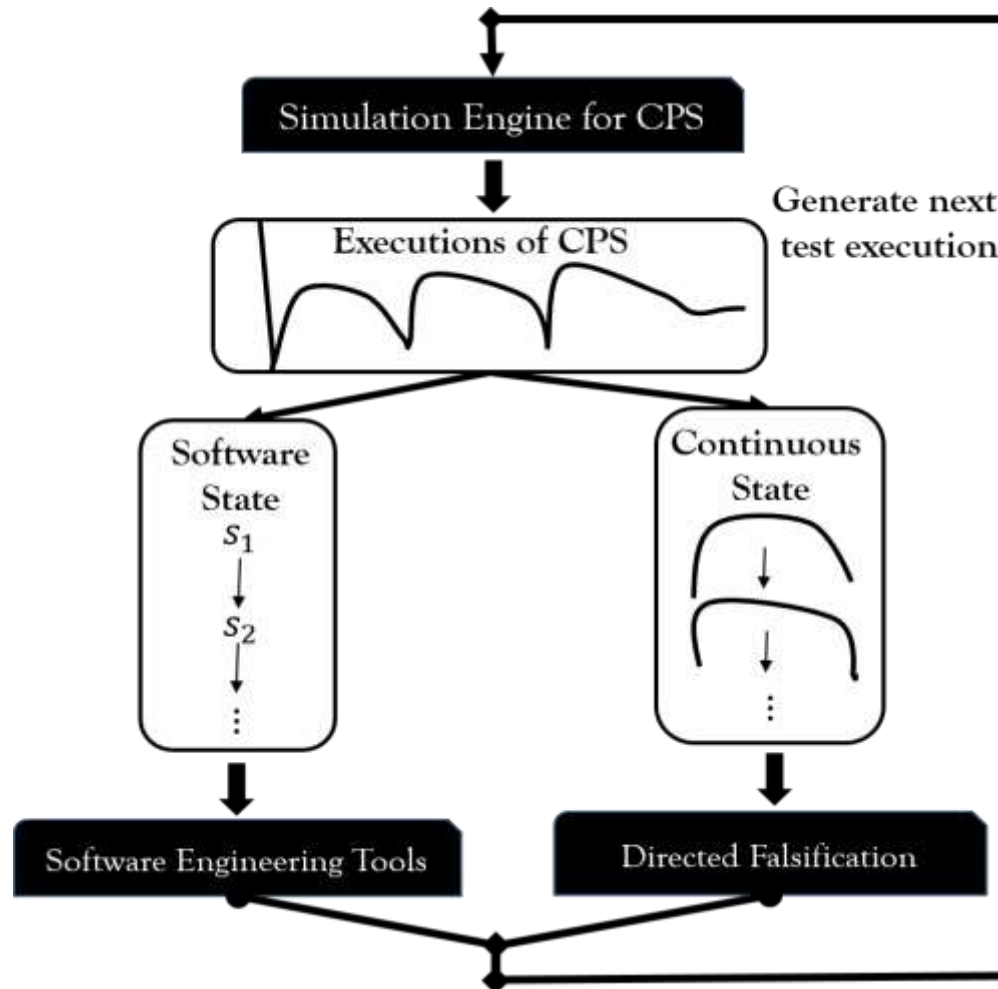 Simulation Engine for CPS
Generate next
test execution
Executions of CPS
Software
State
s₁
s₂
⋮
Continuous
State
⋮
Software Engineering Tools
Directed Falsification